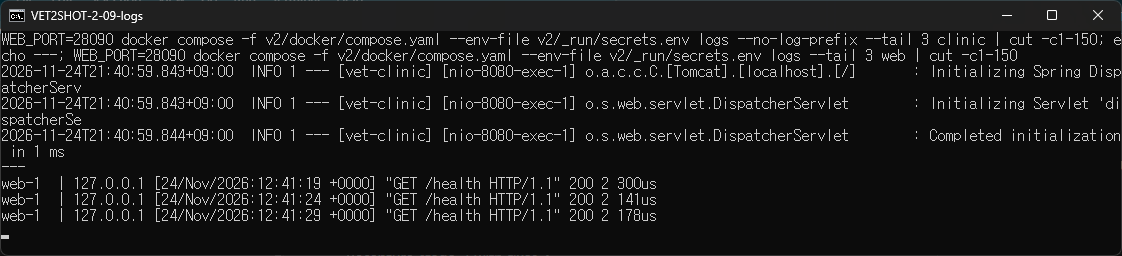 VET2SHOT-2-09-logs
WEB_PORT=28090 docker compose -f v2/docker/compose.yaml --env-file v2/_run/secrets.env logs --no-log-prefix --tail 3 clinic | cut -c1-150; e
cho ---; WEB_PORT=28090 docker compose -f v2/docker/compose.yaml --env-file v2/_run/secrets.env logs --tail 3 web | cut -c1-150
2026-11-24T21:40:59.843+09:00  INFO 1 --- [vet-clinic] [nio-8080-exec-1] o.a.c.c.C.[Tomcat].[localhost].[/]       : Initializing Spring Disp
atcherServ
2026-11-24T21:40:59.843+09:00  INFO 1 --- [vet-clinic] [nio-8080-exec-1] o.s.web.servlet.DispatcherServlet        : Initializing Servlet 'di
spatcherSe
2026-11-24T21:40:59.844+09:00  INFO 1 --- [vet-clinic] [nio-8080-exec-1] o.s.web.servlet.DispatcherServlet        : Completed initialization
 in 1 ms
---
web-1  | 127.0.0.1 [24/Nov/2026:12:41:19 +0000] "GET /health HTTP/1.1" 200 2 300us
web-1  | 127.0.0.1 [24/Nov/2026:12:41:24 +0000] "GET /health HTTP/1.1" 200 2 141us
web-1  | 127.0.0.1 [24/Nov/2026:12:41:29 +0000] "GET /health HTTP/1.1" 200 2 178us